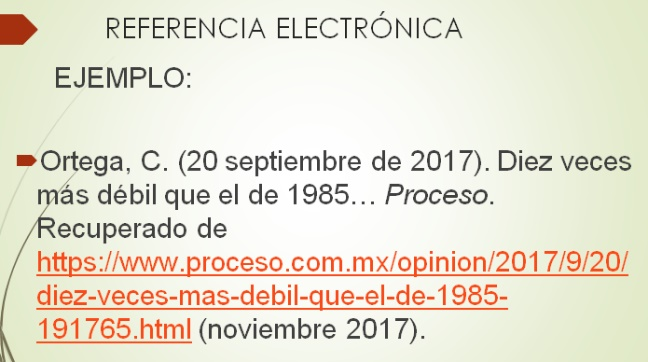 REFERENCIA ELECTRÓNICA
EJEMPLO:
Ortega, C. (20 septiembre de 2017). Diez veces
más débil que el de 1985… Proceso.
Recuperado de
https://www.proceso.com.mx/opinion/2017/9/20/
diez-veces-mas-debil-que-el-de-1985-
191765.html (noviembre 2017).